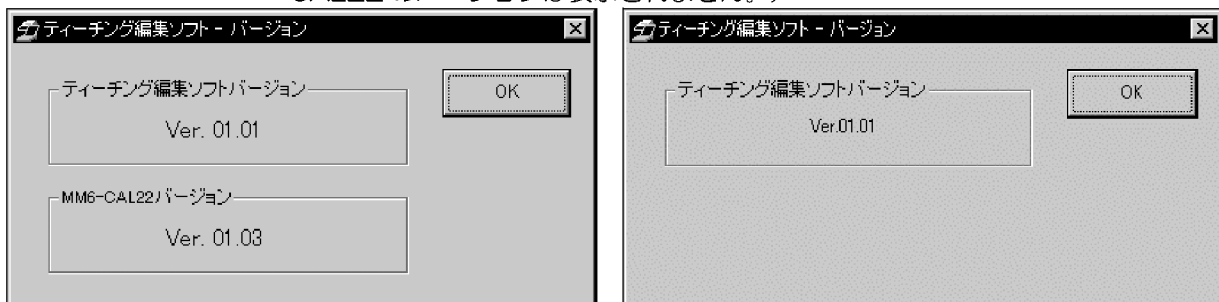 ティーチング編集ソフト - バージョン
ティーチング編集ソフトバージョン
OK
Ver. 01.01
MM6-CAL22バージョン
Ver. 01.03
ティーチング編集ソフト - バージョン
ティーチング編集ソフトバージョン
OK
Ver.01.01